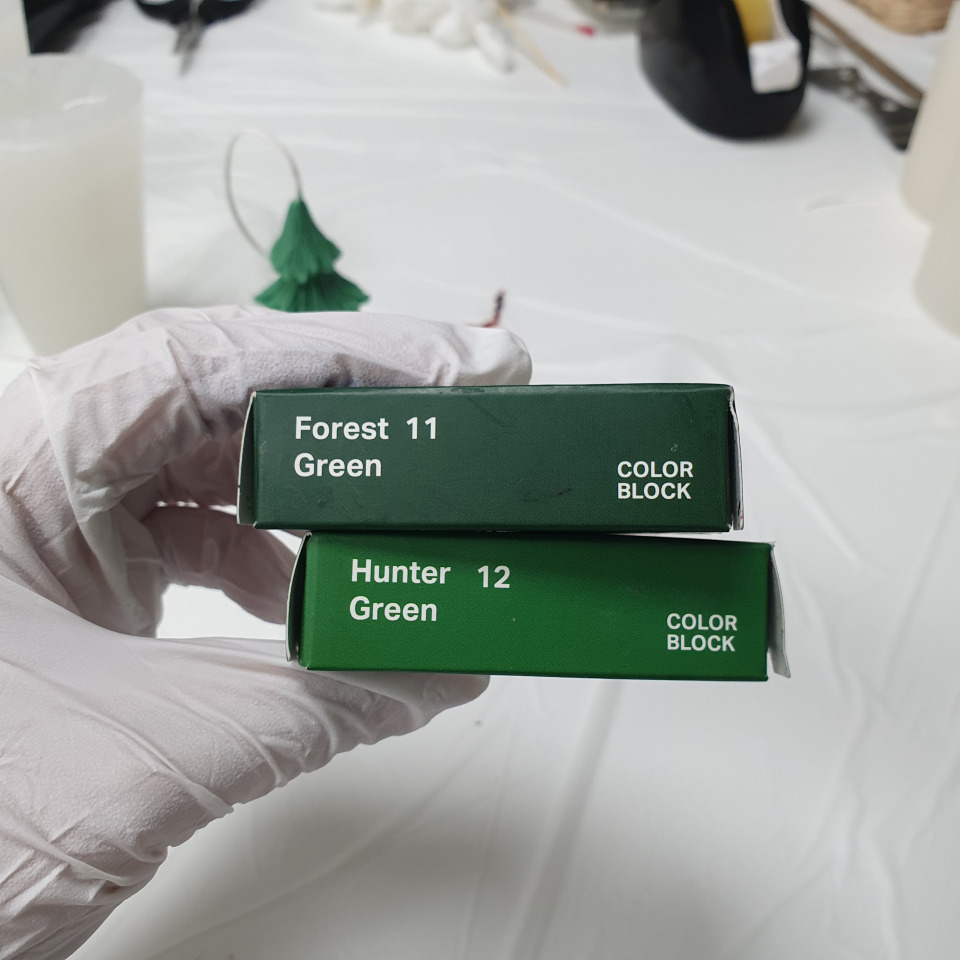 Forest 11
Green
COLOR
BLOCK
Hunter 12
Green
COLOR
BLOCK